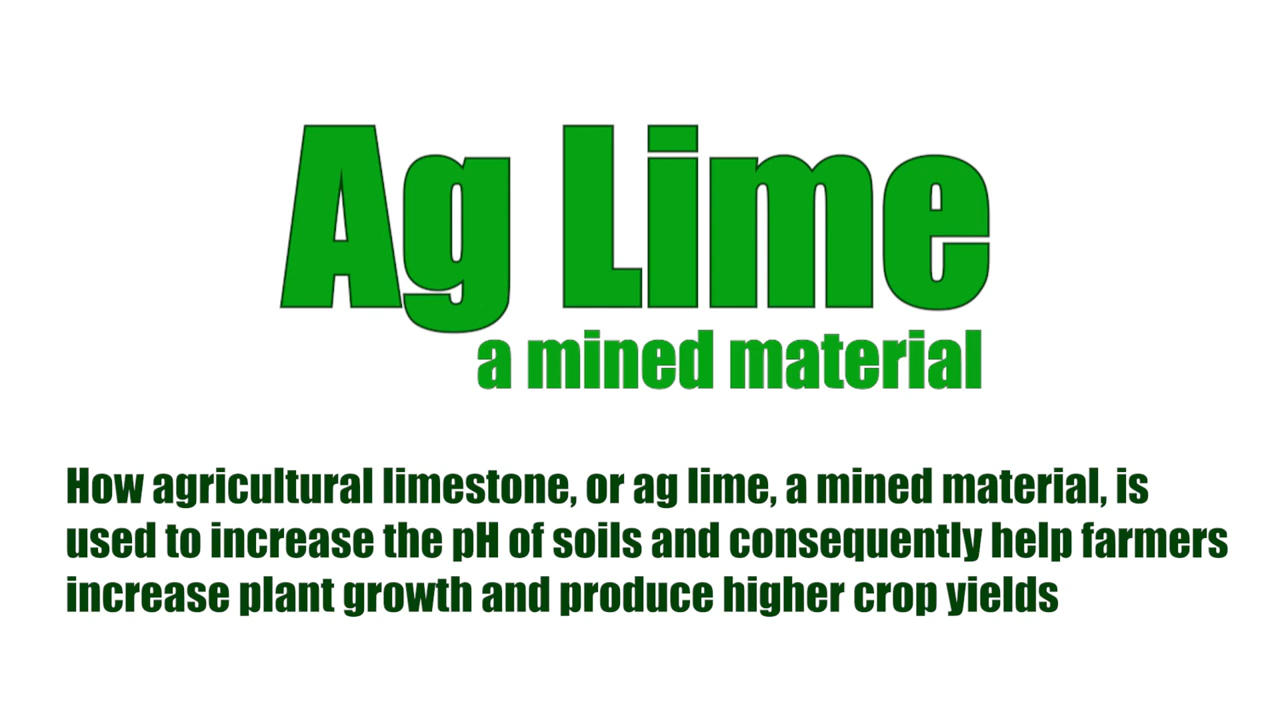 Ag Lime
a mined material
How agricultural limestone, or ag lime, a mined material, is
used to increase the pH of soils and consequently help farmers
increase plant growth and produce higher crop yields